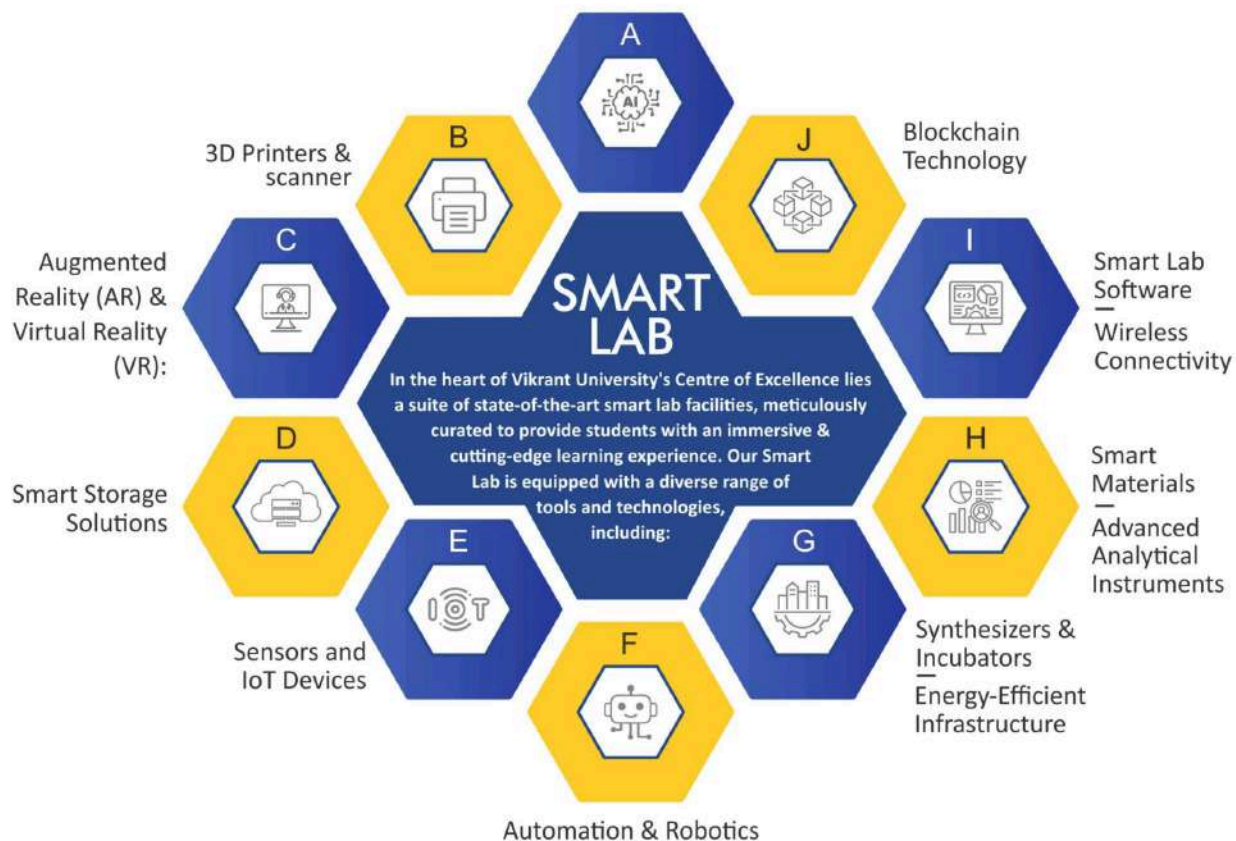 A
AI
B
3D Printers &
scanner
J
Blockchain
Technology
C
Augmented
Reality (AR) &
Virtual Reality
(VR):
I
Smart Lab
Software
Wireless
Connectivity
SMART
LAB
In the heart of Vikrant University's Centre of Excellence lies
a suite of state-of-the-art smart lab facilities, meticulously
curated to provide students with an immersive &
cutting-edge learning experience. Our Smart
Lab is equipped with a diverse range of
tools and technologies,
including:
D
Smart Storage
Solutions
H
Smart
Materials
Advanced
Analytical
Instruments
E
IOT
Sensors and
IoT Devices
G
Synthesizers &
Incubators
Energy-Efficient
Infrastructure
F
Automation & Robotics